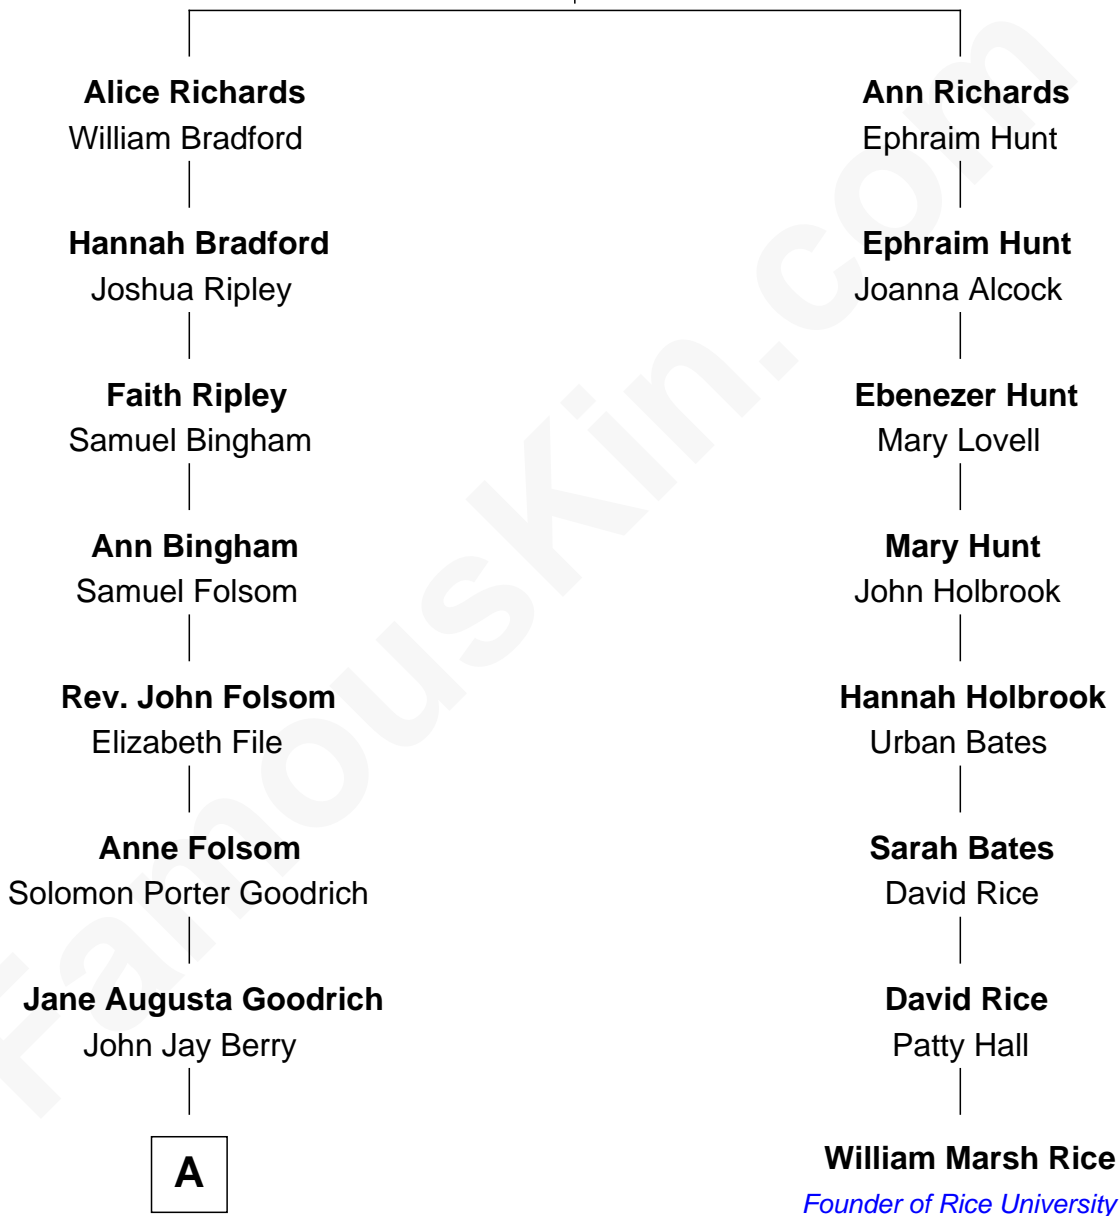 Alice Richards
William Bradford
Hannah Bradford
Joshua Ripley
Faith Ripley
Samuel Bingham
Ann Bingham
Samuel Folsom
Rev. John Folsom
Elizabeth File
Anne Folsom
Solomon Porter Goodrich
Jane Augusta Goodrich
John Jay Berry
A
Ann Richards
Ephraim Hunt
Ephraim Hunt
Joanna Alcock
Ebenezer Hunt
Mary Lovell
Mary Hunt
John Holbrook
Hannah Holbrook
Urban Bates
Sarah Bates
David Rice
David Rice
Patty Hall
William Marsh Rice
Founder of Rice University
FamousKin.com